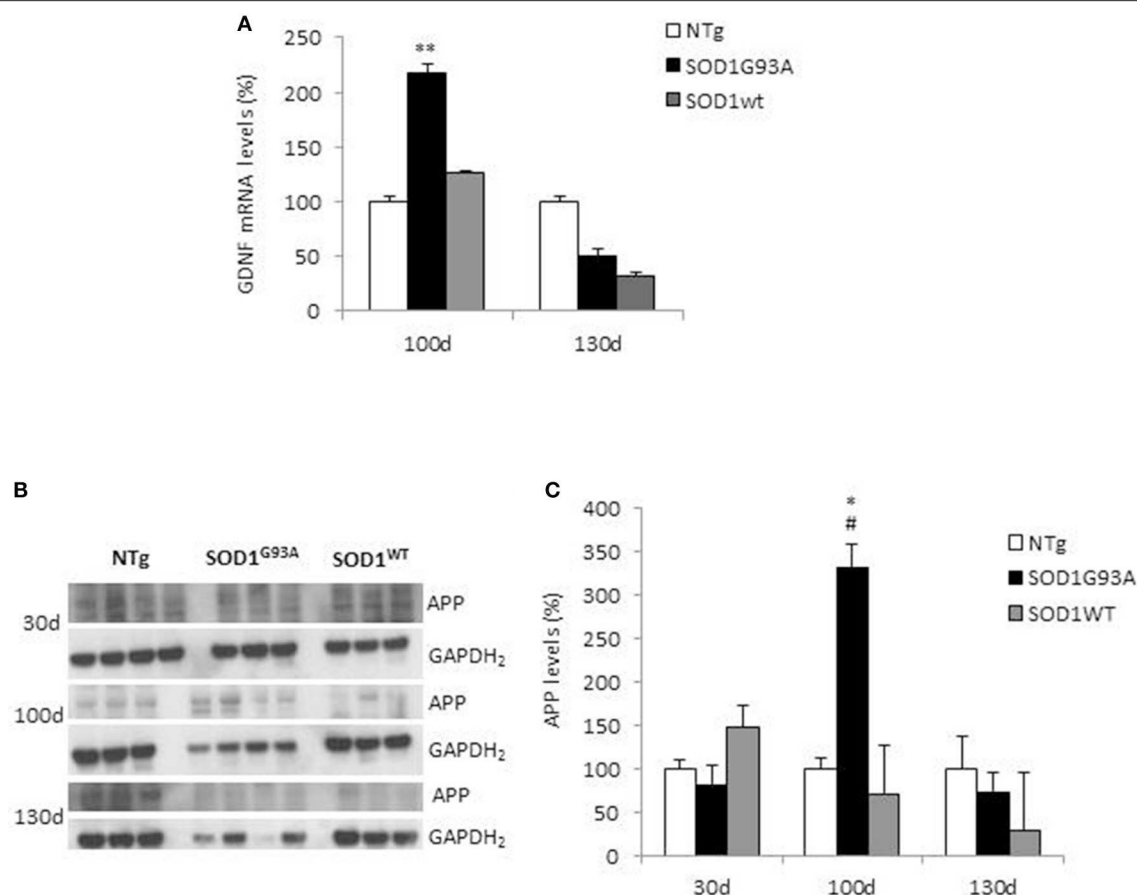 A
GDNF mRNA levels (%)
250
200
150
100
50
0
**
100d
130d
NTg
SOD1G93A
SOD1wt
B
NTg SOD1G93A SOD1WT
30d
APP
GAPDH2
100d
APP
GAPDH2
130d
APP
GAPDH2
C
APP levels (%)
400
350
300
250
200
150
100
50
0
*
#
30d
100d
130d
NTg
SOD1G93A
SOD1WT